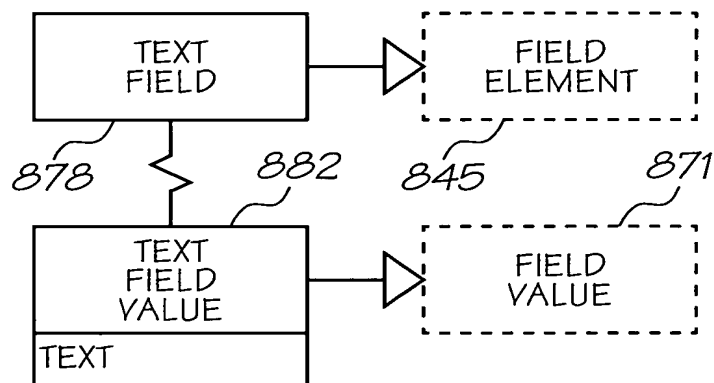 TEXT
FIELD
FIELD
ELEMENT
878
882
845
871
TEXT
FIELD
VALUE
FIELD
VALUE
TEXT